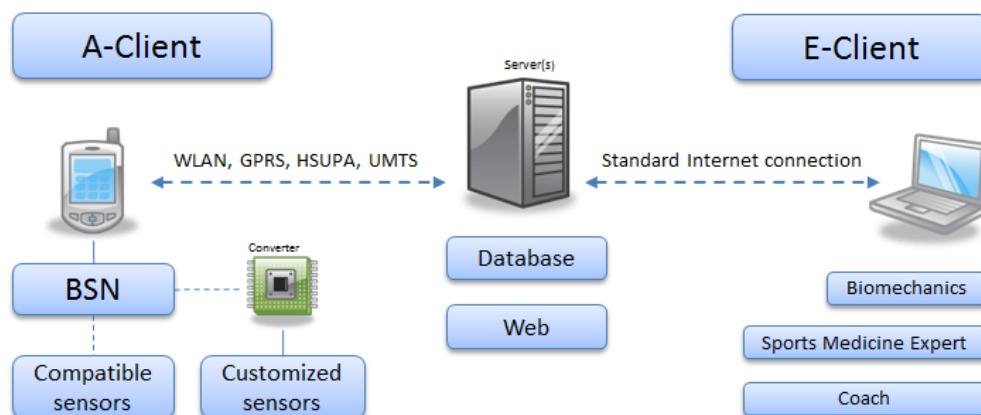 A-Client
Server(s)
E-Client
WLAN, GPRS, HSUPA, UMTS
Standard Internet connection
Converter
BSN
Database
Biomechanics
Web
Sports Medicine Expert
Compatible
sensors
Customized
sensors
Coach